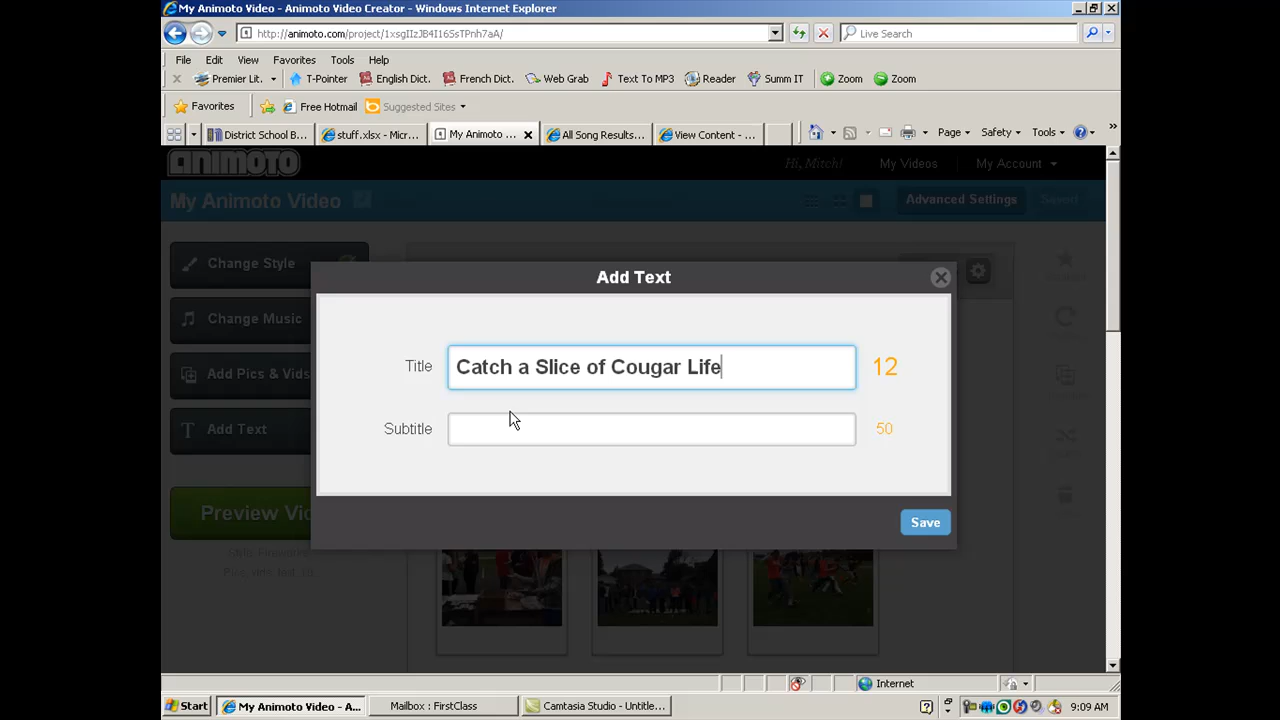 My Animoto Video - Animoto Video Creator - Windows Internet Explorer
http://animoto.com/project/1xsgIIzJB4I165sTPnh7aA/
Live Search
File Edit View Favorites Tools Help
Premier Lit. T-Pointer English Dict. French Dict. Web Grab Text To MP3 Reader Summ IT Zoom Zoom
Favorites Free Hotmail Suggested Sites
District School B... stuff.xlsx - Micr... My Animoto ... All Song Results... View Content - ... Page Safety Tools
animoto Hi, Mitch! My Videos My Account
My Animoto Video Advanced Settings Saved
Change Style
Add Text
Change Music
Title Catch a Slice of Cougar Life 12
Add Pics & Vids
Subtitle 50
Add Text
Preview Vid
Save
Internet
Start My Animoto Video - A... Mailbox : FirstClass Camtasia Studio - Untitle... 9:09 AM